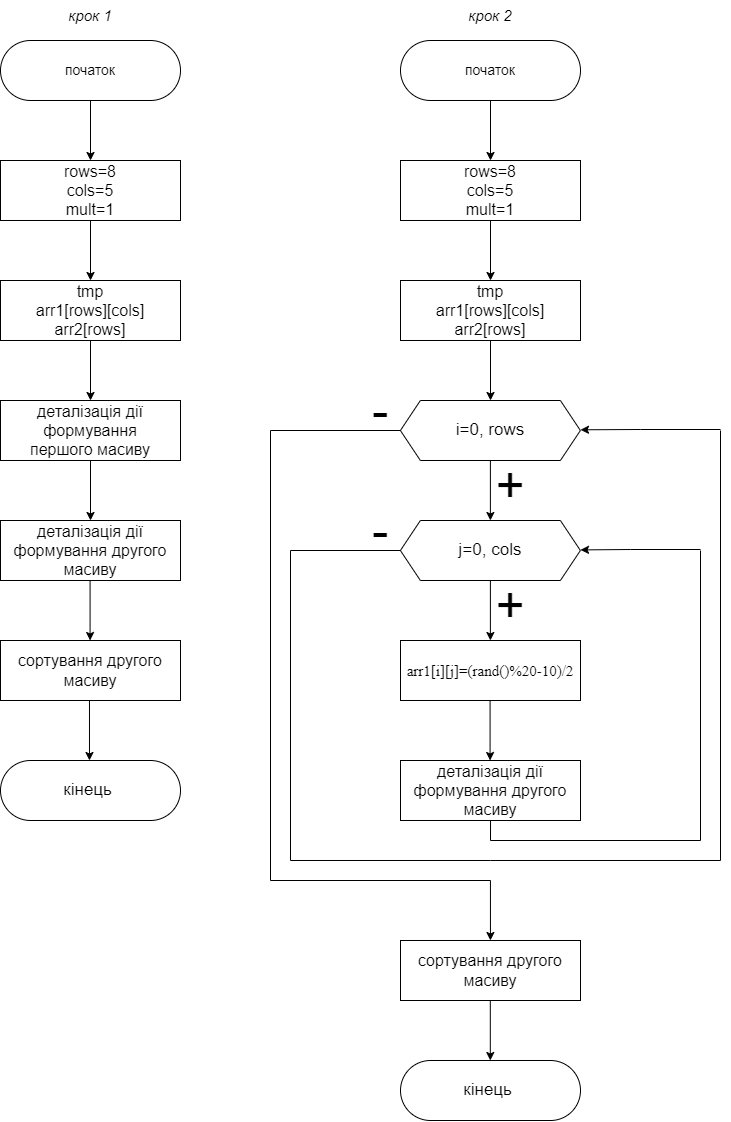 крок 1
початок
rows=8
cols=5
mult=1
tmp
arr1[rows][cols]
arr2[rows]
деталізація дії
формування
першого масиву
деталізація дії
формування другого
масиву
сортування другого
масиву
кінець
крок 2
початок
rows=8
cols=5
mult=1
tmp
arr1[rows][cols]
arr2[rows]
-
i=0, rows
+
-
j=0, cols
+
arr1[i][j]=(rand()%20-10)/2
деталізація дії
формування другого
масиву
сортування другого
масиву
кінець